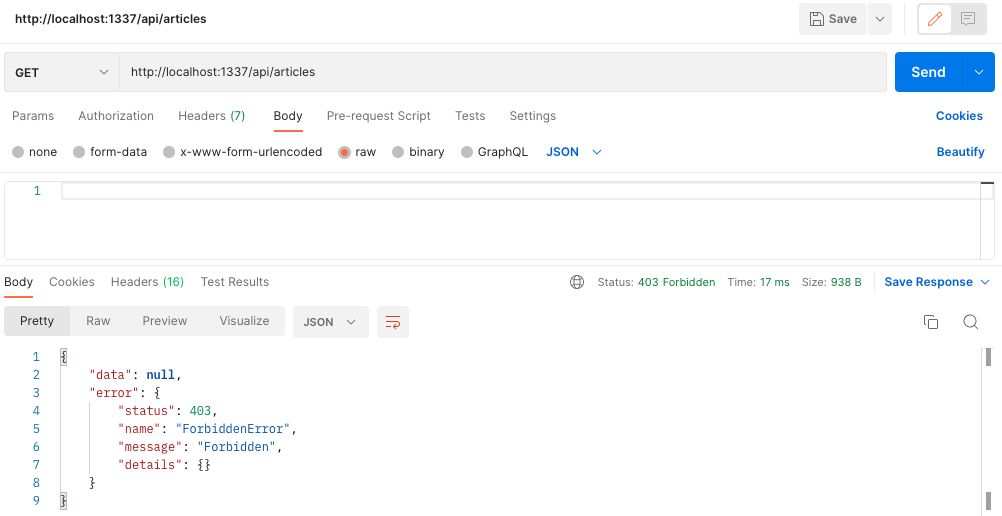 http://localhost:1337/api/articles
Save
GET http://localhost:1337/api/articles Send
Params Authorization Headers (7) Body Pre-request Script Tests Settings Cookies
none form-data x-www-form-urlencoded raw binary GraphQL JSON Beautify
1
Body Cookies Headers (16) Test Results Status: 403 Forbidden Time: 17 ms Size: 938 B Save Response
Pretty Raw Preview Visualize JSON
1 {
2 "data": null,
3 "error": {
4 "status": 403,
5 "name": "ForbiddenError",
6 "message": "Forbidden",
7 "details": {}
8 }
9 }